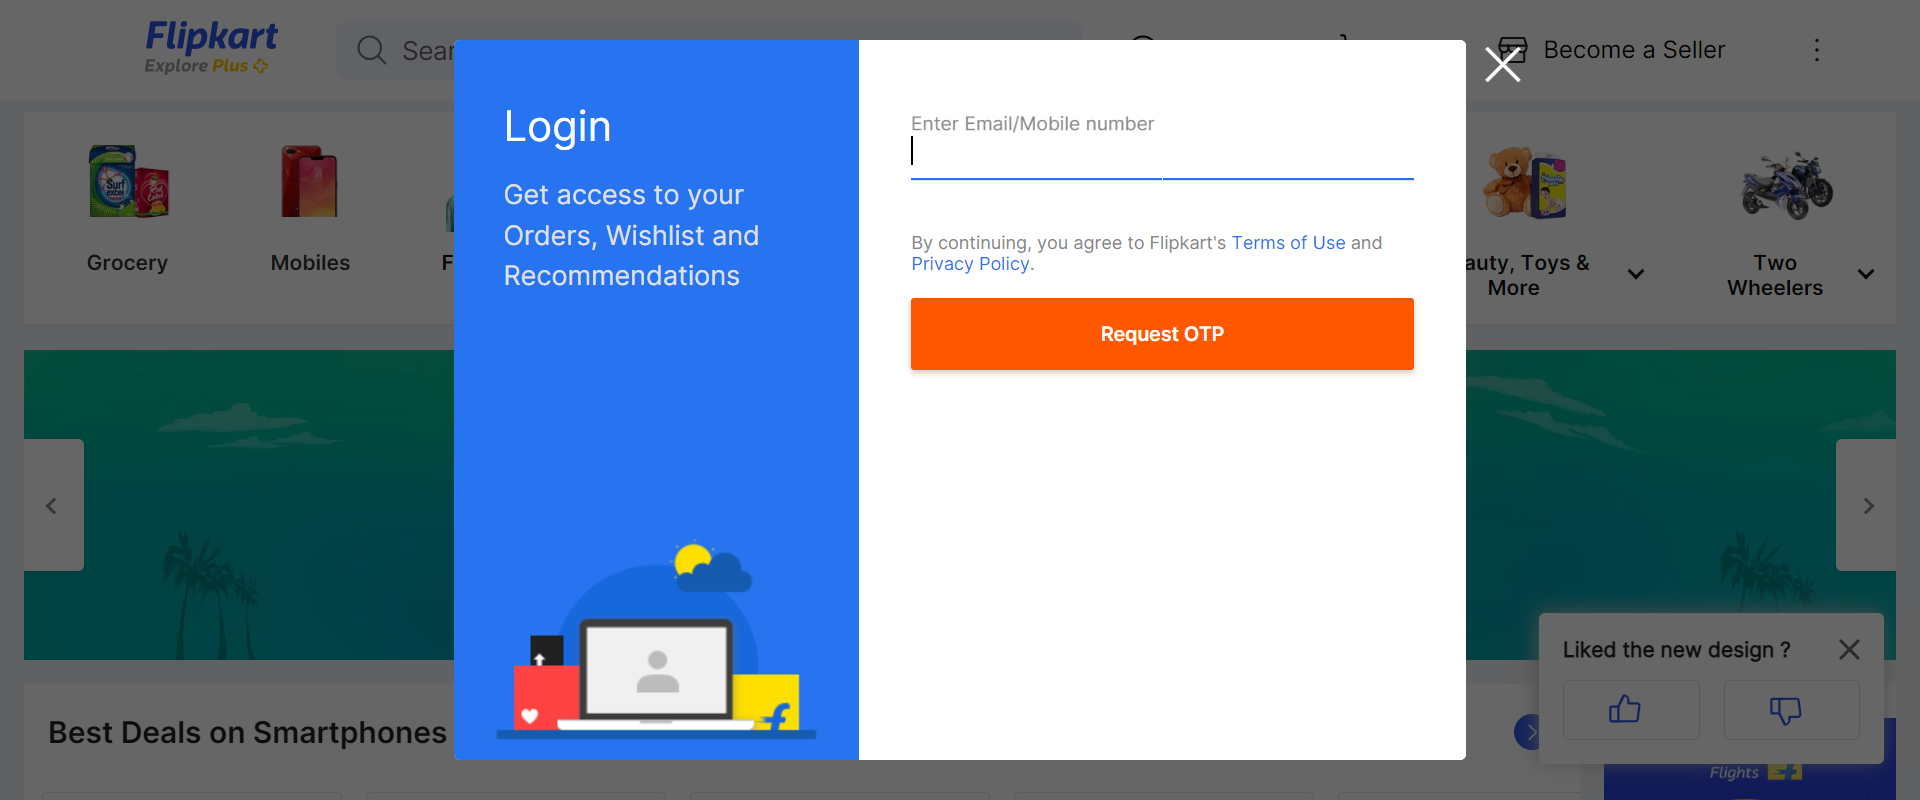 Flipkart
Explore Plus
Become a Seller
Login
Get access to your
Orders, Wishlist and
Recommendations
Enter Email/Mobile number
By continuing, you agree to Flipkart's Terms of Use and
Privacy Policy.
Request OTP
Surf
excel
Grocery
Mobiles
auty, Toys &
More
Two
Wheelers
Liked the new design ?
Best Deals on Smartphones
Flights